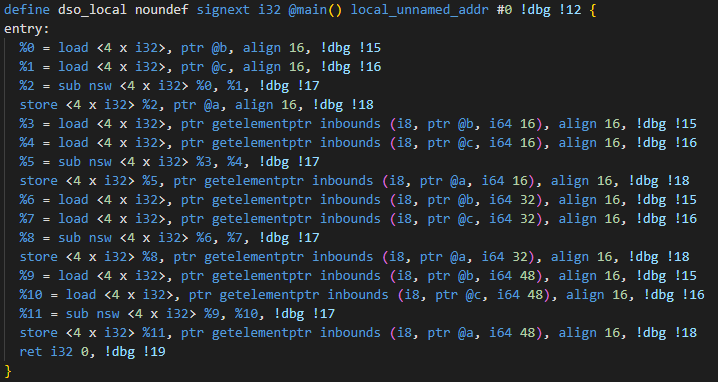 define dso_local noundef signext i32 @main() local_unnamed_addr #0 !dbg !12 {
entry:
  %0 = load <4 x i32>, ptr @b, align 16, !dbg !15
  %1 = load <4 x i32>, ptr @c, align 16, !dbg !16
  %2 = sub nsw <4 x i32> %0, %1, !dbg !17
  store <4 x i32> %2, ptr @a, align 16, !dbg !18
  %3 = load <4 x i32>, ptr getelementptr inbounds (i8, ptr @b, i64 16), align 16, !dbg !15
  %4 = load <4 x i32>, ptr getelementptr inbounds (i8, ptr @c, i64 16), align 16, !dbg !16
  %5 = sub nsw <4 x i32> %3, %4, !dbg !17
  store <4 x i32> %5, ptr getelementptr inbounds (i8, ptr @a, i64 16), align 16, !dbg !18
  %6 = load <4 x i32>, ptr getelementptr inbounds (i8, ptr @b, i64 32), align 16, !dbg !15
  %7 = load <4 x i32>, ptr getelementptr inbounds (i8, ptr @c, i64 32), align 16, !dbg !16
  %8 = sub nsw <4 x i32> %6, %7, !dbg !17
  store <4 x i32> %8, ptr getelementptr inbounds (i8, ptr @a, i64 32), align 16, !dbg !18
  %9 = load <4 x i32>, ptr getelementptr inbounds (i8, ptr @b, i64 48), align 16, !dbg !15
  %10 = load <4 x i32>, ptr getelementptr inbounds (i8, ptr @c, i64 48), align 16, !dbg !16
  %11 = sub nsw <4 x i32> %9, %10, !dbg !17
  store <4 x i32> %11, ptr getelementptr inbounds (i8, ptr @a, i64 48), align 16, !dbg !18
  ret i32 0, !dbg !19
}